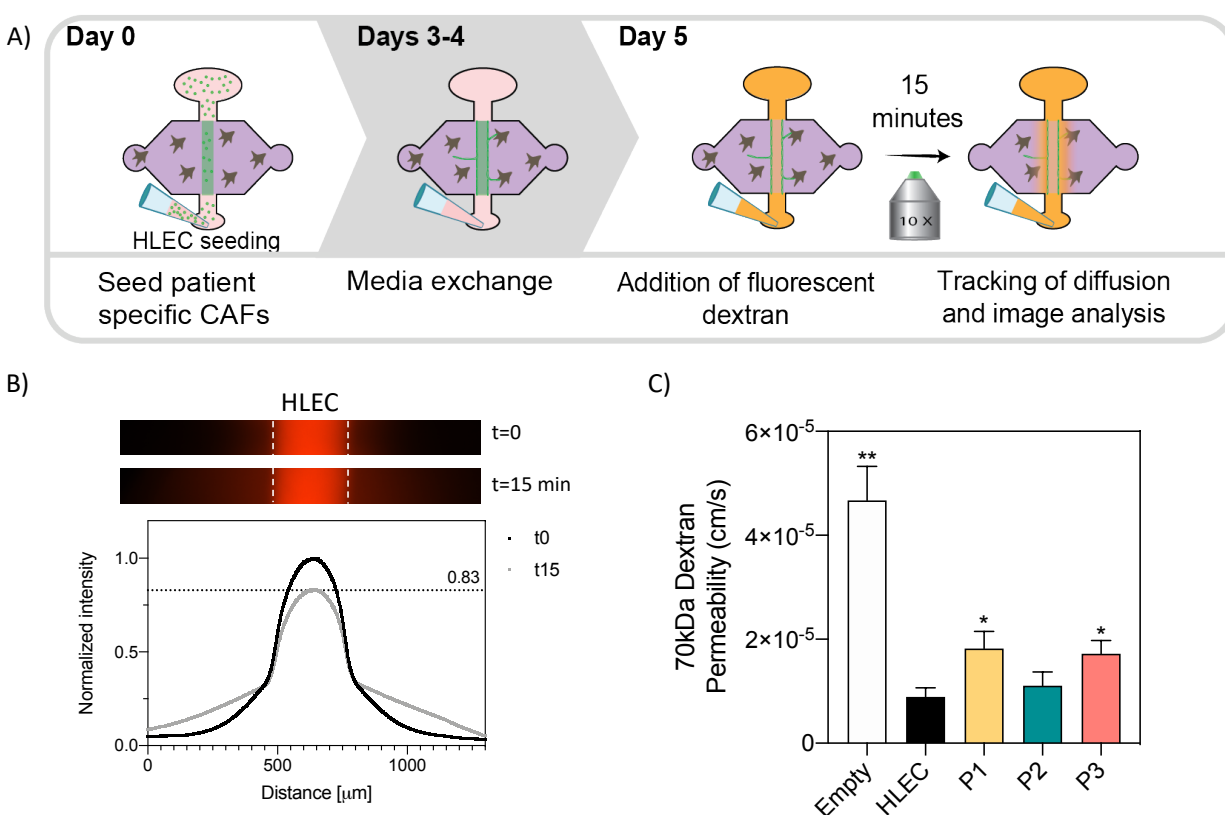 A)
Day 0
Days 3-4
Day 5
15
minutes
10 X
HLEC seeding
Seed patient
specific CAFs
Media exchange
Addition of fluorescent
dextran
Tracking of diffusion
and image analysis
B)
HLEC
t=0
t=15 min
t0
t15
Normalized intensity
1.0
0.5
0.0
0.83
0
500
1000
Distance [µm]
C)
70kDa Dextran
Permeability (cm/s)
6×10-5
4×10-5
2×10-5
0
**
*
*
Empty
HLEC
P1
P2
P3